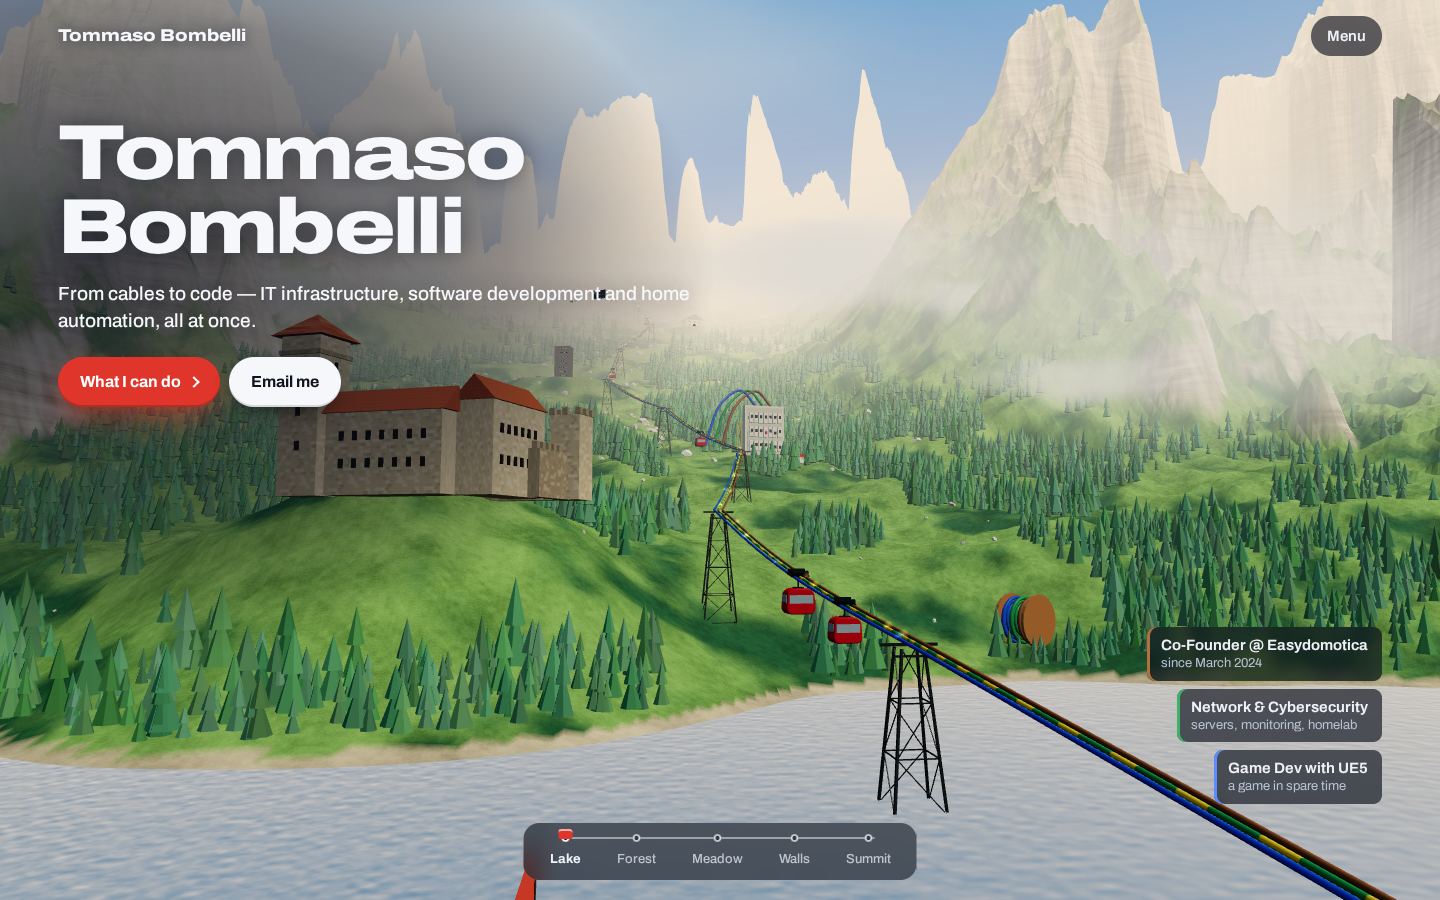 Tommaso Bombelli
Menu
Tommaso
Bombelli
From cables to code — IT infrastructure, software development and home
automation, all at once.
What I can do
Email me
Co-Founder @ Easydomotica
since March 2024
Network & Cybersecurity
servers, monitoring, homelab
Game Dev with UE5
a game in spare time
Lake
Forest
Meadow
Walls
Summit